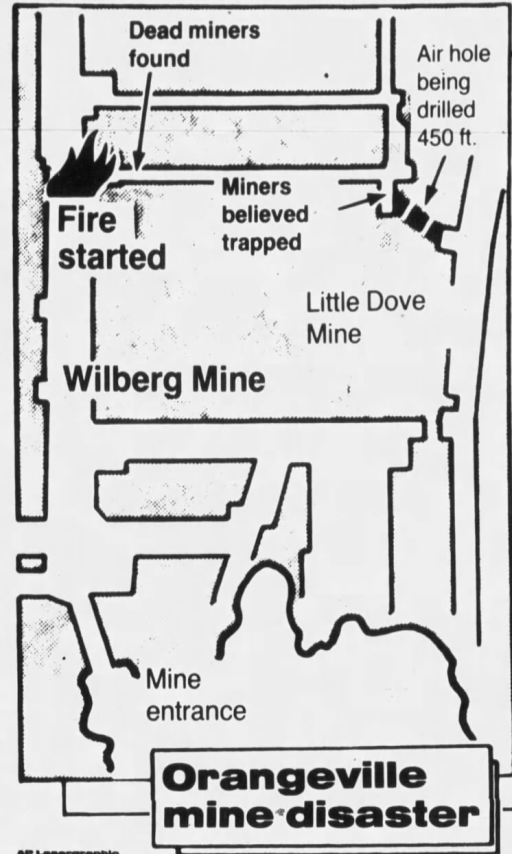 Dead miners
found
Air hole
being
drilled
450 ft.
Miners
believed
trapped
Fire
started
Little Dove
Mine
Wilberg Mine
Mine
entrance
Orangeville
mine disaster